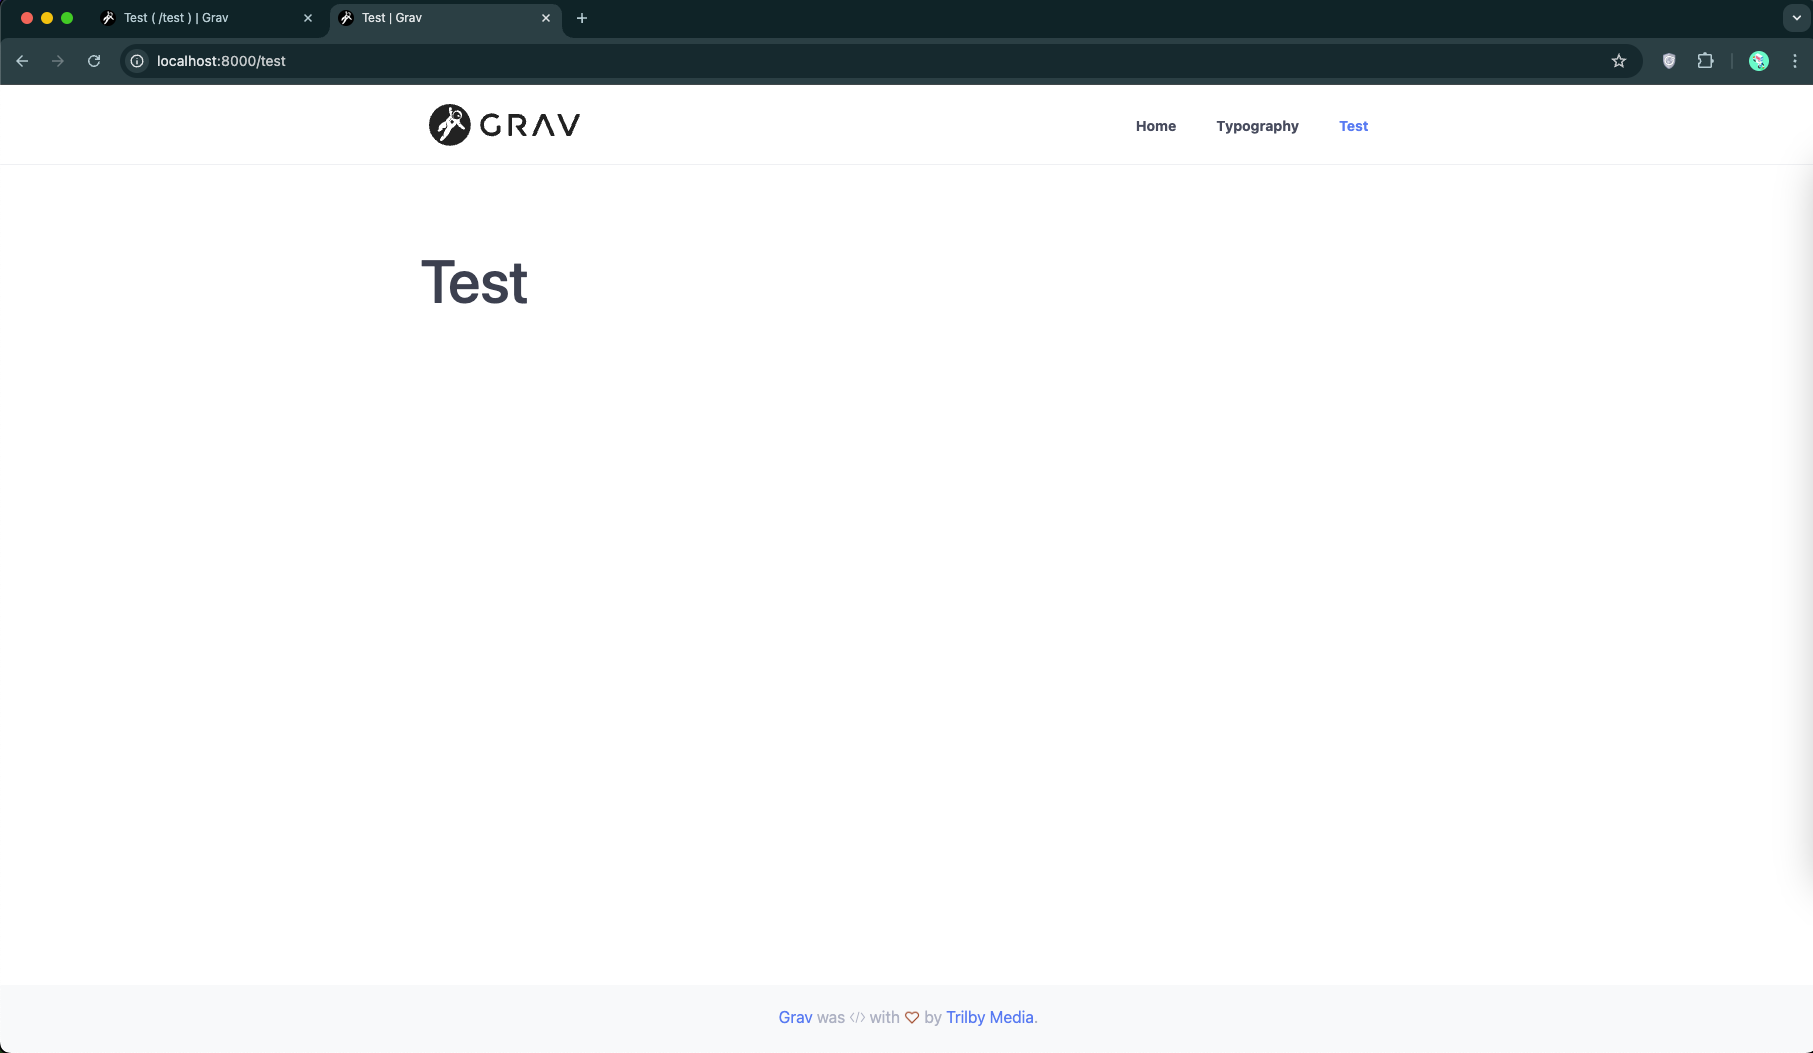 Test ( /test ) | Grav
Test | Grav
localhost:8000/test
GRAV
Home
Typography
Test
Test
Grav was </> with by Trilby Media.